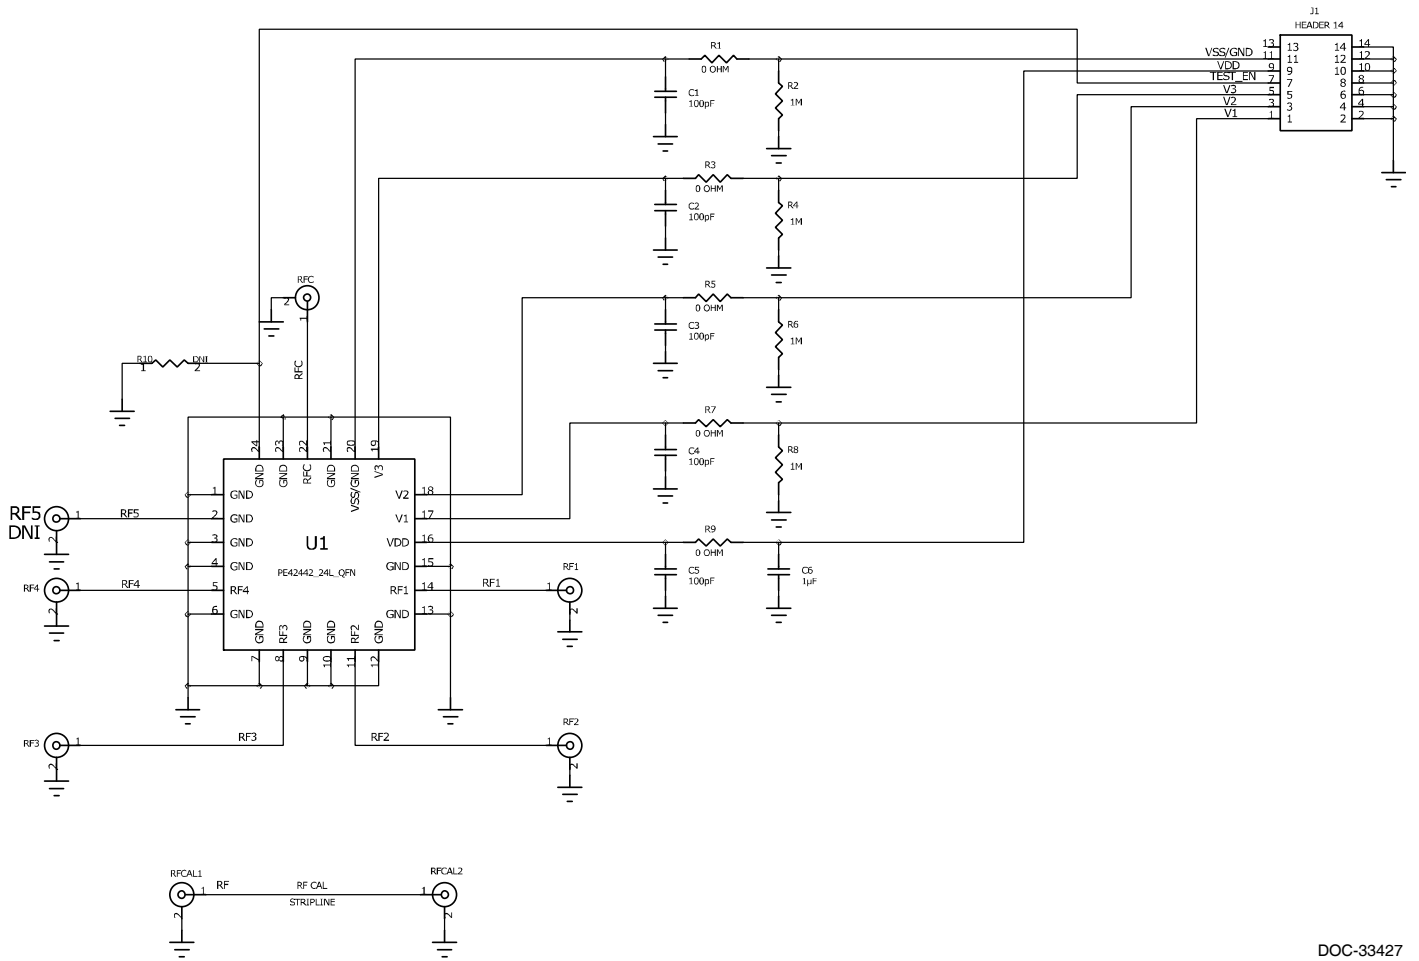 J1
HEADER 14
13 13 14 14
VSS/GND 11 11 12 12
VDD 9 9 10 10
TEST_EN 7 7 8 8
V3 5 5 6 6
V2 3 3 4 4
V1 1 1 2 2
R1
0 OHM
C1
100pF
R2
1M
R3
0 OHM
C2
100pF
R4
1M
R5
0 OHM
C3
100pF
R6
1M
R7
0 OHM
C4
100pF
R8
1M
R9
0 OHM
C5
100pF
C6
1µF
RFC
2
1
RFC
R10 DNI
1 2
24 23 22 21 20 19
GND GND RFC GND VSS/GND V3
1 GND
2 GND
3 GND
4 GND
5 RF4
6 GND
V2 18
V1 17
VDD 16
GND 15
RF1 14
GND 13
U1
PE42442_24L_QFN
GND RF3 GND GND RF2 GND
7 8 9 10 11 12
RF5
DNI
1 RF5
2
RF4 1 RF4
2
RF1
RF1 1
2
RF3 1 RF3
2
RF2
RF2 1
2
RFCAL1
1 RF
2
RF CAL
STRIPLINE
RFCAL2
1
2
DOC-33427